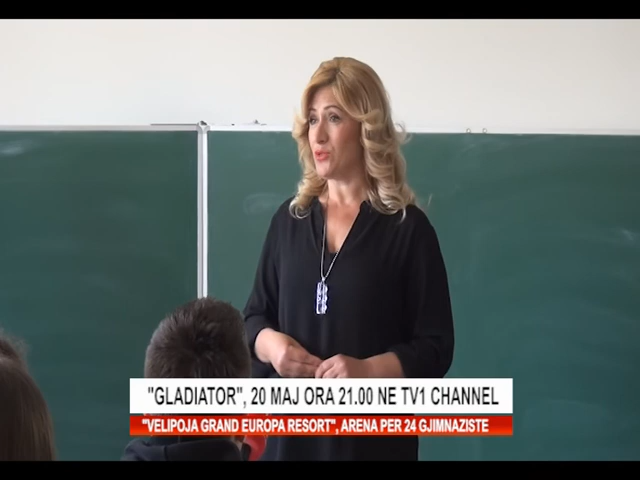 "GLADIATOR", 20 MAJ ORA 21.00 NE TV1 CHANNEL
"VELIPOJA GRAND EUROPA RESORT", ARENA PER 24 GJIMNAZISTE